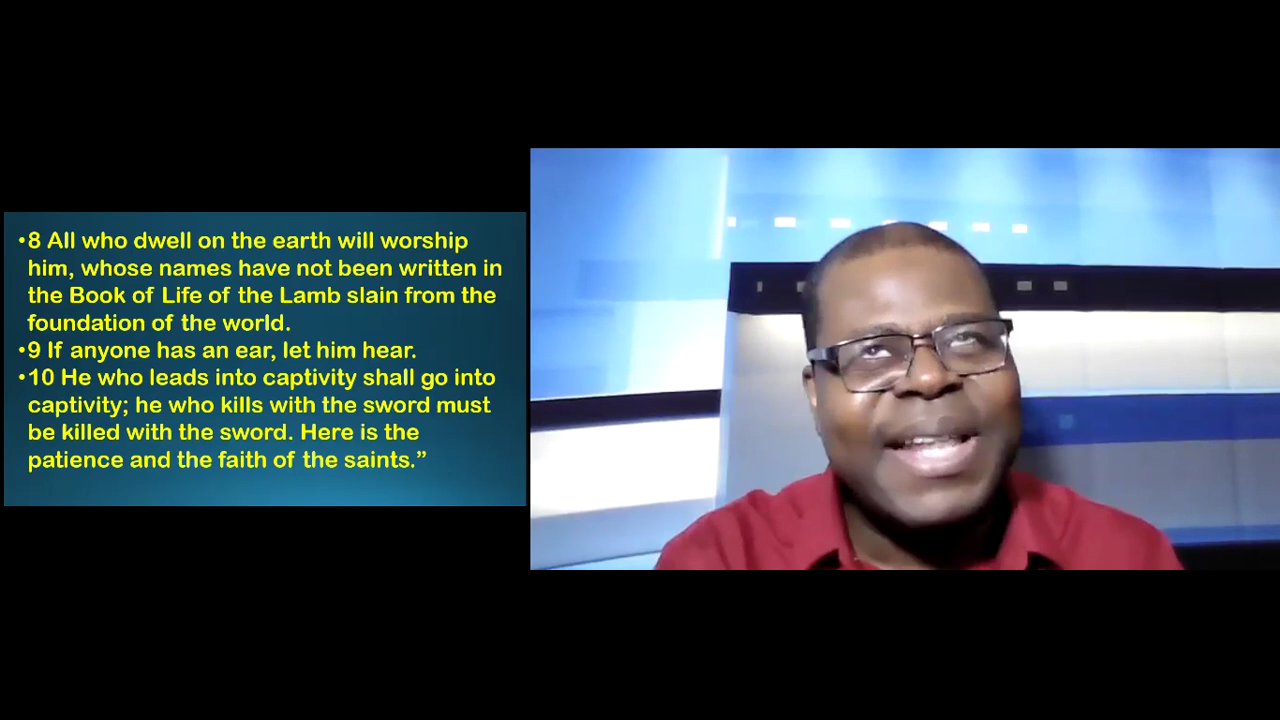 •8 All who dwell on the earth will worship
him, whose names have not been written in
the Book of Life of the Lamb slain from the
foundation of the world.
•9 If anyone has an ear, let him hear.
•10 He who leads into captivity shall go into
captivity; he who kills with the sword must
be killed with the sword. Here is the
patience and the faith of the saints.”